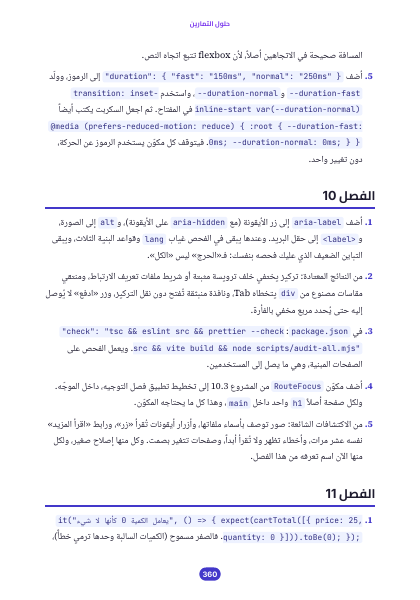 حلول التمارين
المسافة صحيحة في الاتجاهين أصلاً، لأن flexbox تتبع اتجاه النص.
5. أضف "duration": { "fast": "150ms", "normal": "250ms" } إلى الرموز، وولّد
--duration-fast و --duration-normal، واستخدم transition: inset-
inline-start var(--duration-normal) في المفتاح. ثم اجعل السكربت يكتب أيضاً
@media (prefers-reduced-motion: reduce) { :root { --duration-fast:
0ms; --duration-normal: 0ms; } }. فيتوقف كل مكوّن يستخدم الرموز عن الحركة،
دون تغيير واحد.
الفصل 10
1. أضف aria-label إلى زر الأيقونة (مع aria-hidden على الأيقونة)، و alt إلى الصورة،
و <label> إلى حقل البريد. وعندها يبقى في الفحص غياب lang وقواعد البنية الثلاث، ويبقى
التباين الضعيف الذي عليك فحصه بنفسك: فـ«الحرج» ليس «الكل».
2. من النتائج المعتادة: تركيز يختفي خلف ترويسة مثبتة أو شريط ملفات تعريف الارتباط، ومنتقي
مقاسات مصنوع من div يتخطاه Tab، ونافذة منبثقة تُفتح دون نقل التركيز، وزر «ادفع» لا يُوصل
إليه حتى يُحدد مربع مخفي بالفأرة.
3. في package.json: "check": "tsc && eslint src && prettier --check
src && vite build && node scripts/audit-all.mjs". ويعمل الفحص على
الصفحات المبنية، وهي ما يصل إلى المستخدمين.
4. أضف مكوّن RouteFocus من المشروع 10.3 إلى تخطيط تطبيق فصل التوجيه، داخل الموجّه.
ولكل صفحة أصلاً h1 واحد داخل main، وهذا كل ما يحتاجه المكوّن.
5. من الاكتشافات الشائعة: صور توصف بأسماء ملفاتها، وأزرار أيقونات تُقرأ «زر»، ورابط «اقرأ المزيد»
نفسه عشر مرات، وأخطاء تظهر ولا تُقرأ أبداً، وصفحات تتغير بصمت. وكل منها إصلاح صغير، ولكل
منها الآن اسم تعرفه من هذا الفصل.
الفصل 11
1. it("يعامل الكمية 0 كأنها لا شيء", () => { expect(cartTotal([{ price: 25,
quantity: 0 }])).toBe(0); });. فالصفر مسموح (الكميات السالبة وحدها ترمي خطأ)،
360